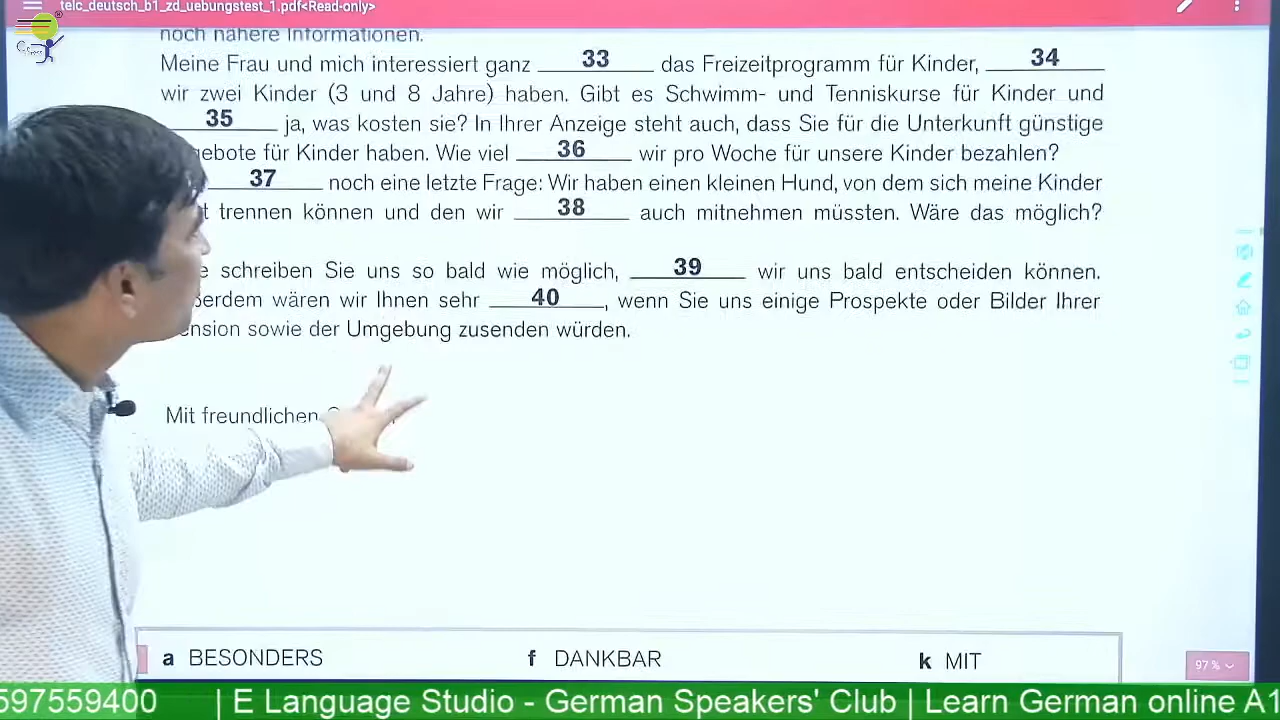 telc_deutsch_b1_zd_uebungstest_1.pdf<Read-only>
noch nähere Informationen.
Meine Frau und mich interessiert ganz 33 das Freizeitprogramm für Kinder, 34
wir zwei Kinder (3 und 8 Jahre) haben. Gibt es Schwimm- und Tenniskurse für Kinder und
35 ja, was kosten sie? In Ihrer Anzeige steht auch, dass Sie für die Unterkunft günstige
gebote für Kinder haben. Wie viel 36 wir pro Woche für unsere Kinder bezahlen?
37 noch eine letzte Frage: Wir haben einen kleinen Hund, von dem sich meine Kinder
t trennen können und den wir 38 auch mitnehmen müssten. Wäre das möglich?
e schreiben Sie uns so bald wie möglich, 39 wir uns bald entscheiden können.
erdem wären wir Ihnen sehr 40, wenn Sie uns einige Prospekte oder Bilder Ihrer
ension sowie der Umgebung zusenden würden.
Mit freundlichen
a BESONDERS f DANKBAR k MIT
97 %
597559400 | E Language Studio - German Speakers' Club | Learn German online A1